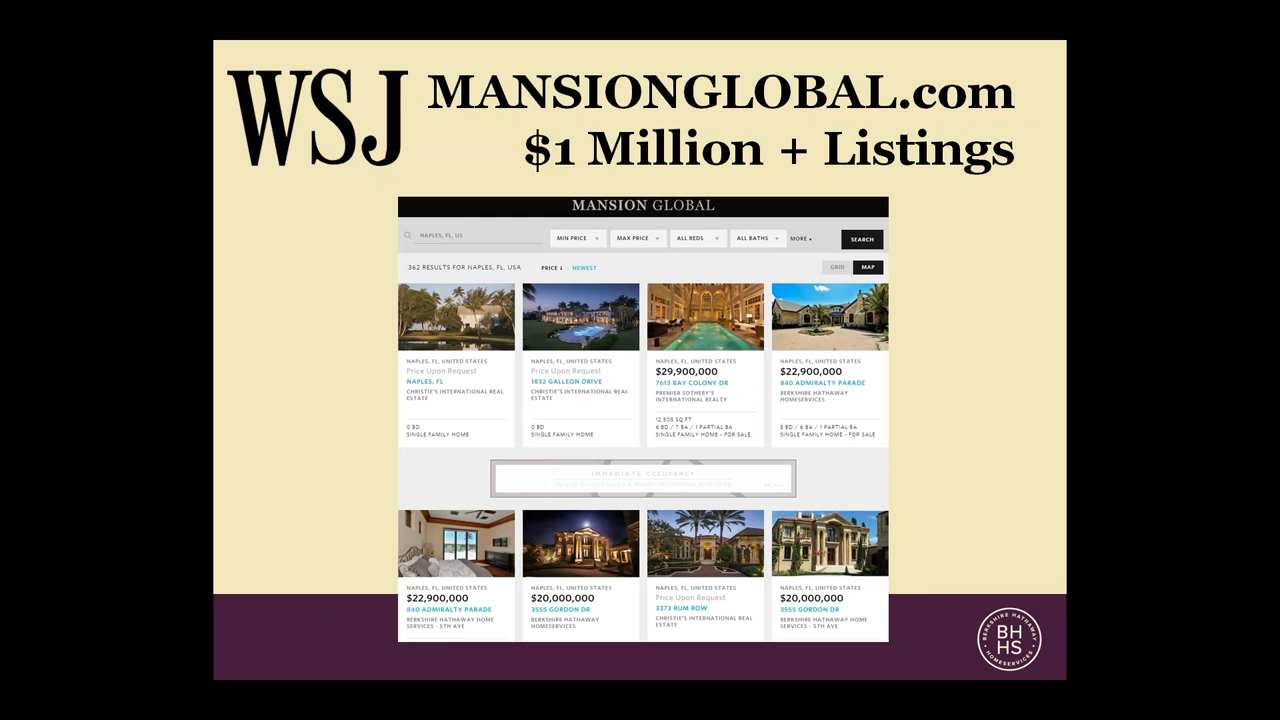 WSJ
MANSIONGLOBAL.com
$1 Million + Listings
MANSION GLOBAL
NAPLES, FL, US
MIN PRICE
MAX PRICE
ALL BEDS
ALL BATHS
MORE
SEARCH
362 RESULTS FOR NAPLES, FL, USA
PRICE
NEWEST
GRID
MAP
NAPLES, FL, UNITED STATES
Price Upon Request
NAPLES, FL
CHRISTIE'S INTERNATIONAL REAL
ESTATE
0 BD
SINGLE FAMILY HOME
NAPLES, FL, UNITED STATES
Price Upon Request
1832 GALLEON DRIVE
CHRISTIE'S INTERNATIONAL REAL
ESTATE
0 BD
SINGLE FAMILY HOME
NAPLES, FL, UNITED STATES
$29,900,000
7613 BAY COLONY DR
PREMIER SOTHEBY'S
INTERNATIONAL REALTY
12,505 SQ FT
6 BD / 7 BA / 1 PARTIAL BA
SINGLE FAMILY HOME - FOR SALE
NAPLES, FL, UNITED STATES
$22,900,000
840 ADMIRALTY PARADE
BERKSHIRE HATHAWAY
HOMESERVICES
5 BD / 6 BA / 1 PARTIAL BA
SINGLE FAMILY HOME - FOR SALE
IMMEDIATE OCCUPANCY
NAPLES, FL, UNITED STATES
$22,900,000
840 ADMIRALTY PARADE
BERKSHIRE HATHAWAY HOME
SERVICES - 5TH AVE
NAPLES, FL, UNITED STATES
$20,000,000
3555 GORDON DR
BERKSHIRE HATHAWAY
HOMESERVICES
NAPLES, FL, UNITED STATES
Price Upon Request
3373 RUM ROW
CHRISTIE'S INTERNATIONAL REAL
ESTATE
NAPLES, FL, UNITED STATES
$20,000,000
3555 GORDON DR
BERKSHIRE HATHAWAY
HOMESERVICES
BERKSHIRE HATHAWAY
BH
HS
HOMESERVICES